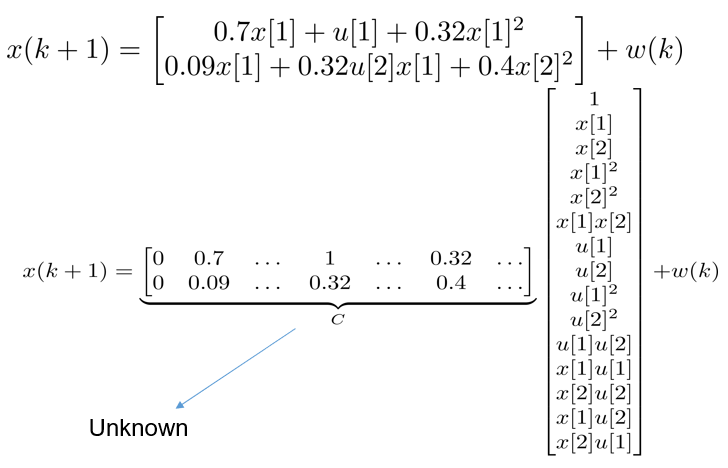 x(k + 1) = [0.7x[1] + u[1] + 0.32x[1]² + w(k)
0.09x[1] + 0.32u[2]x[1] + 0.4x[2]²]
x(k + 1) = [0 0.7 ... 1 ... 0.32 ...
0 0.09 ... 0.32 ... 0.4 ...]
C
[1
x[1]
x[2]
x[1]²
x[2]²
x[1]x[2]
u[1]
u[2]
u[1]²
u[2]²
u[1]u[2]
x[1]u[1]
x[2]u[2]
x[1]u[2]
x[2]u[1]]
+w(k)
Unknown